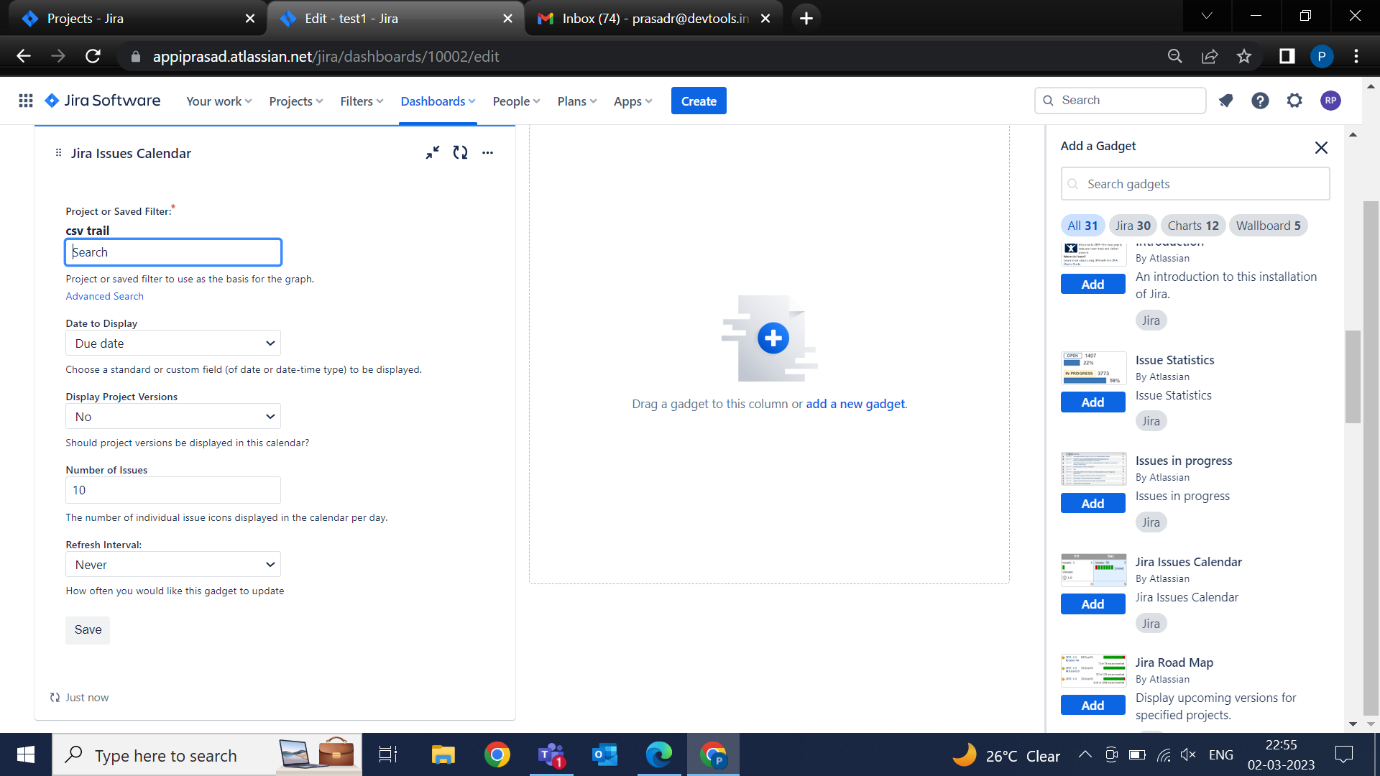 Projects - Jira
Edit - test1 - Jira
Inbox (74) - prasadr@devtools.in
appiprasad.atlassian.net/jira/dashboards/10002/edit
Jira Software
Your work
Projects
Filters
Dashboards
People
Plans
Apps
Create
Search
RP
P
Jira Issues Calendar
Project or Saved Filter:*
csv trail
Search
Project or saved filter to use as the basis for the graph.
Advanced Search
Date to Display
Due date
Choose a standard or custom field (of date or date-time type) to be displayed.
Display Project Versions
No
Should project versions be displayed in this calendar?
Number of Issues
10
The number of individual issue icons displayed in the calendar per day.
Refresh Interval:
Never
How often you would like this gadget to update
Save
Just now
Drag a gadget to this column or add a new gadget.
Add a Gadget
Search gadgets
All 31
Jira 30
Charts 12
Wallboard 5
Introduction
By Atlassian
Add
An introduction to this installation
of Jira.
Jira
OPEN 1407
22%
IN PROGRESS 3773
58%
Issue Statistics
By Atlassian
Add
Issue Statistics
Jira
Issues in progress
By Atlassian
Add
Issues in progress
Jira
Jira Issues Calendar
By Atlassian
Add
Jira Issues Calendar
Jira
Jira Road Map
By Atlassian
Add
Display upcoming versions for
specified projects.
Type here to search
1
P
26°C Clear
ENG
22:55
02-03-2023